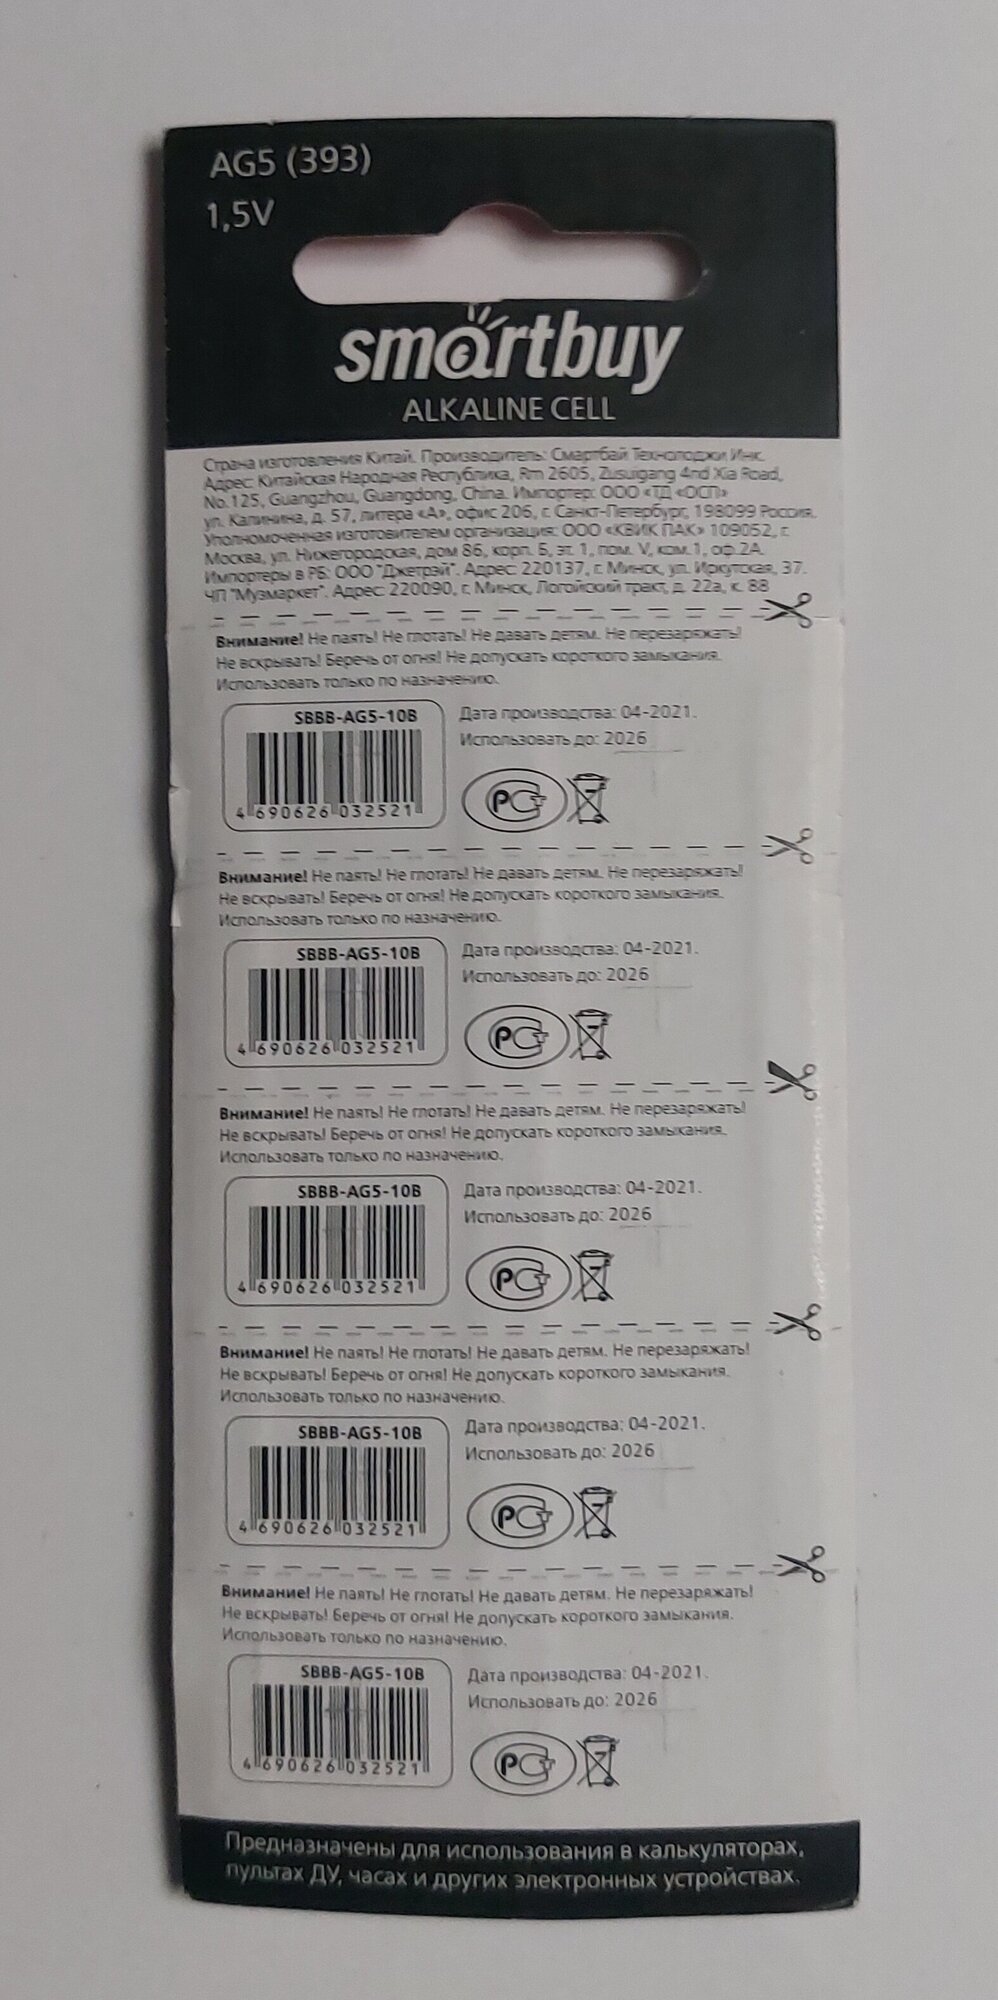 AG5 (393)
1,5V
smartbuy
ALKALINE CELL
Страна изготовления Китай. Производитель: Смартбай Технолоджи Инк.
Адрес: Китайская Народная Республика, Rm 2605, Zusuigang 4nd Xia Road,
No.125, Guangzhou, Guangdong, China. Импортер: ООО «ТД «ОСП»
ул. Калинина, д. 57, литера «А», офис 206, г. Санкт-Петербург, 198099 Россия.
Уполномоченная изготовителем организация: ООО «КВИК ПАК» 109052, г.
Москва, ул. Нижегородская, дом 86, корп. Б, эт. 1, пом. V, ком.1, оф.2А.
Импортеры в РБ: ООО "Джетрэй". Адрес: 220137, г. Минск, ул. Иркутская, 37.
ЧП "Музмаркет". Адрес: 220090, г. Минск, Логойский тракт, д. 22а, к. 88
Внимание! Не паять! Не глотать! Не давать детям. Не перезаряжать!
Не вскрывать! Беречь от огня! Не допускать короткого замыкания.
Использовать только по назначению.
SBBB-AG5-10B
4 690626 032521
Дата производства: 04-2021.
Использовать до: 2026
РСТ
Внимание! Не паять! Не глотать! Не давать детям. Не перезаряжать!
Не вскрывать! Беречь от огня! Не допускать короткого замыкания.
Использовать только по назначению.
SBBB-AG5-10B
4 690626 032521
Дата производства: 04-2021.
Использовать до: 2026
РСТ
Внимание! Не паять! Не глотать! Не давать детям. Не перезаряжать!
Не вскрывать! Беречь от огня! Не допускать короткого замыкания.
Использовать только по назначению.
SBBB-AG5-10B
4 690626 032521
Дата производства: 04-2021.
Использовать до: 2026
РСТ
Внимание! Не паять! Не глотать! Не давать детям. Не перезаряжать!
Не вскрывать! Беречь от огня! Не допускать короткого замыкания.
Использовать только по назначению.
SBBB-AG5-10B
4 690626 032521
Дата производства: 04-2021.
Использовать до: 2026
РСТ
Внимание! Не паять! Не глотать! Не давать детям. Не перезаряжать!
Не вскрывать! Беречь от огня! Не допускать короткого замыкания.
Использовать только по назначению.
SBBB-AG5-10B
4 690626 032521
Дата производства: 04-2021.
Использовать до: 2026
РСТ
Предназначены для использования в калькуляторах,
пультах ДУ, часах и других электронных устройствах.